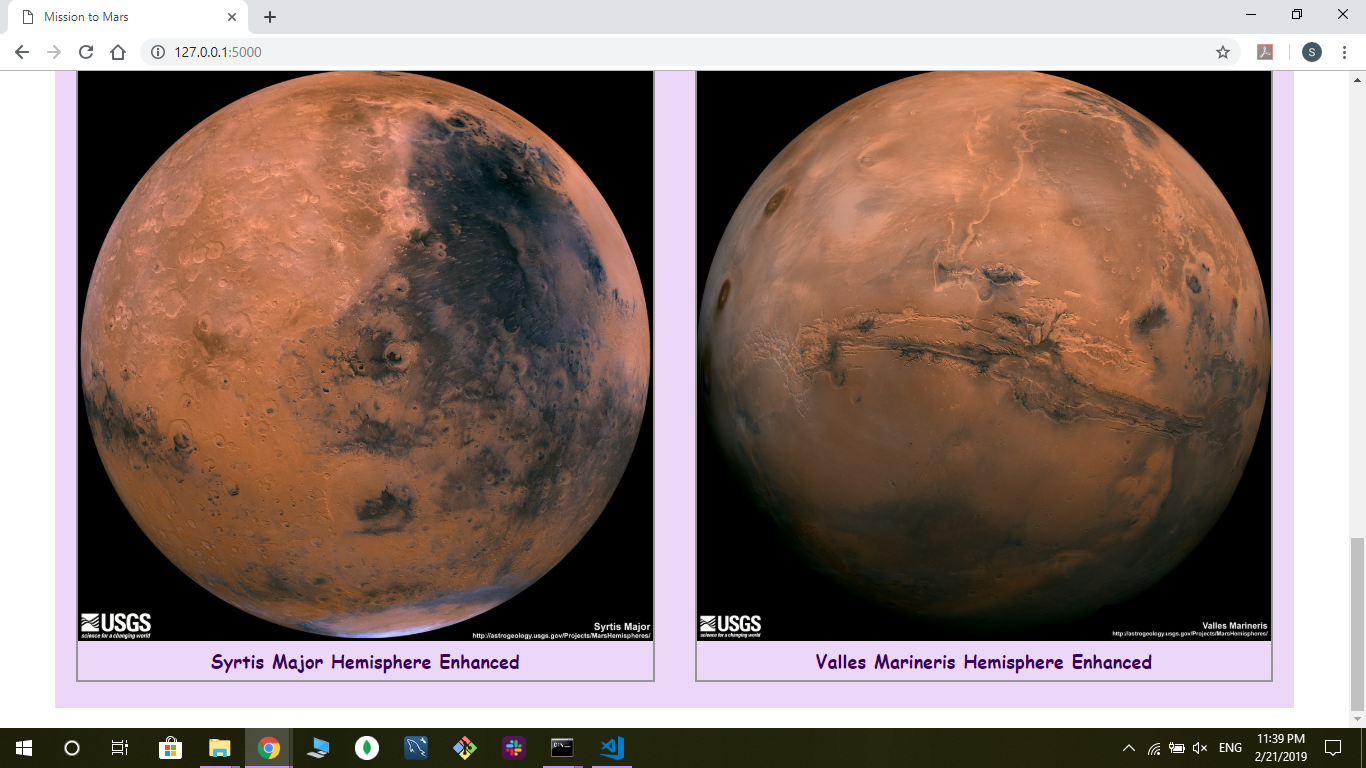 Mission to Mars
127.0.0.1:5000
S
USGS
science for a changing world
Syrtis Major
http://astrogeology.usgs.gov/Projects/MarsHemispheres/
USGS
science for a changing world
Valles Marineris
http://astrogeology.usgs.gov/Projects/MarsHemispheres/
Syrtis Major Hemisphere Enhanced
Valles Marineris Hemisphere Enhanced
ENG
11:39 PM
2/21/2019